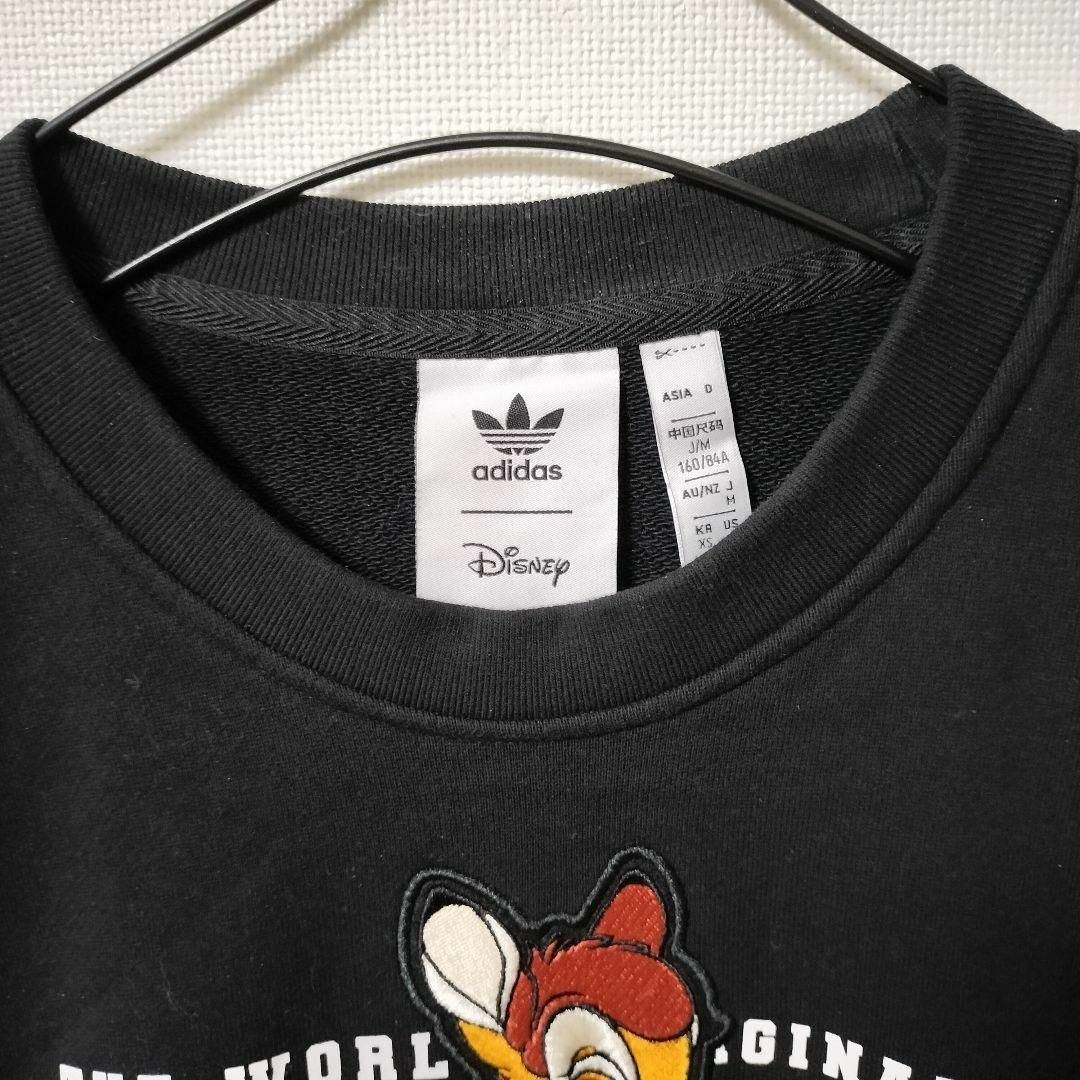 adidas
Disney
ASIA O
中国尺码
J/M
160/84A
AU/NZ J
M
KR US
XS
WORL
GINA